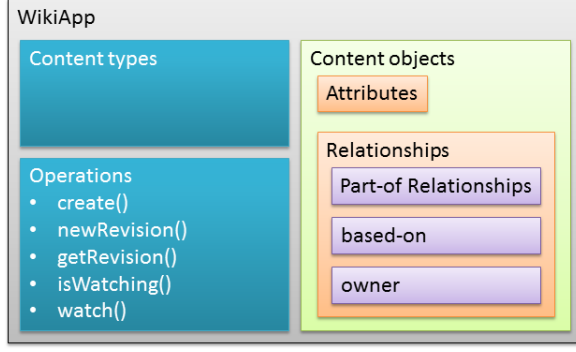 WikiApp
Content types
Operations
• create()
• newRevision()
• getRevision()
• isWatching()
• watch()
Content objects
Attributes
Relationships
Part-of Relationships
based-on
owner